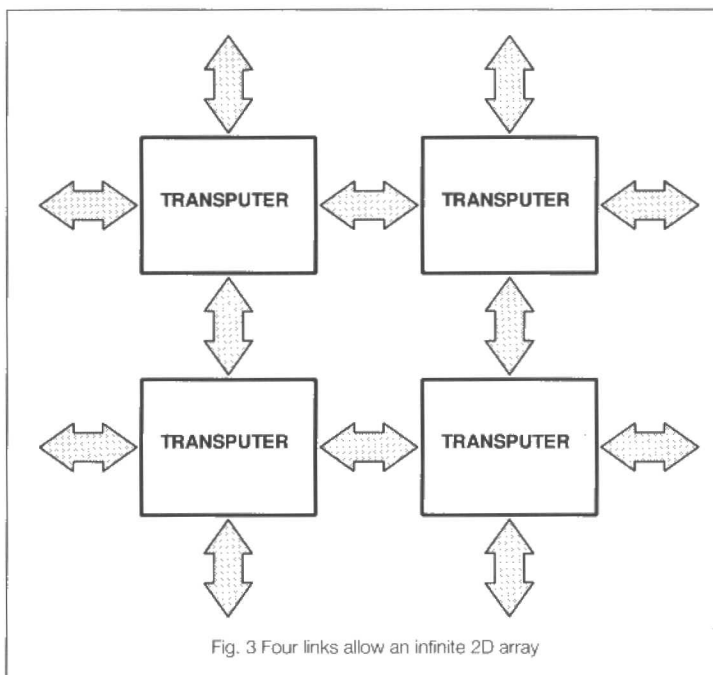 TRANSPUTER TRANSPUTER
TRANSPUTER TRANSPUTER
Fig. 3 Four links allow an infinite 2D array